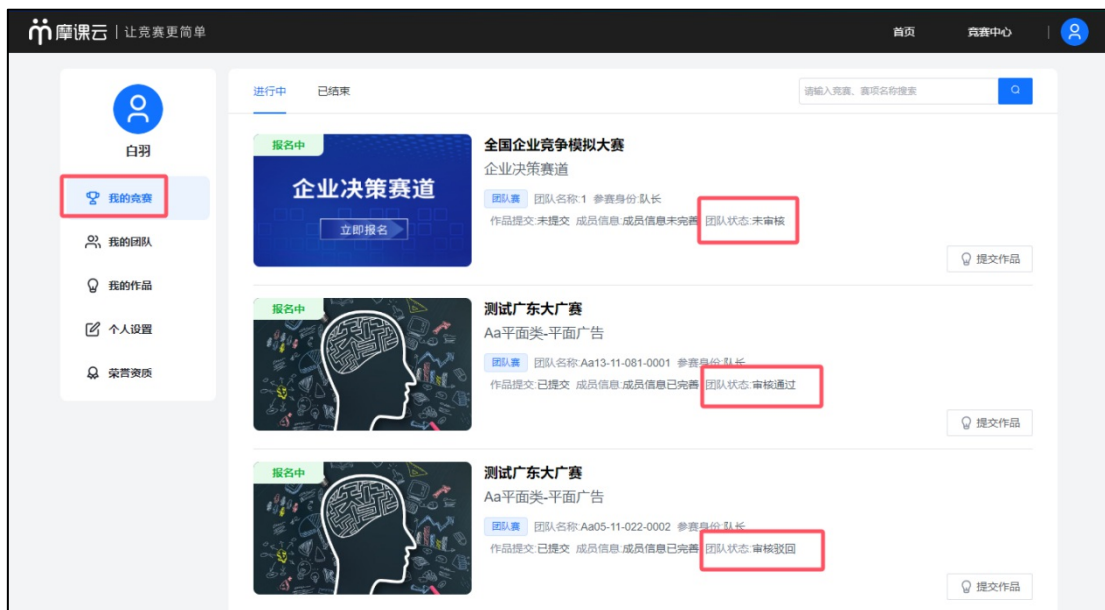 摩课云 | 让竞赛更简单
首页 竞赛中心
白羽
我的竞赛
我的团队
我的作品
个人设置
荣誉资质
进行中 已结束
请输入竞赛、赛项名称搜索
报名中
企业决策赛道
立即报名
全国企业竞争模拟大赛
企业决策赛道
团队赛 团队名称:1 参赛身份:队长
作品提交:未提交 成员信息:成员信息未完善 团队状态:未审核
提交作品
报名中
测试广东大广赛
Aa平面类-平面广告
团队赛 团队名称:Aa13-11-081-0001 参赛身份:队长
作品提交:已提交 成员信息:成员信息已完善 团队状态:审核通过
提交作品
报名中
测试广东大广赛
Aa平面类-平面广告
团队赛 团队名称:Aa05-11-022-0002 参赛身份:队长
作品提交:已提交 成员信息:成员信息已完善 团队状态:审核驳回
提交作品